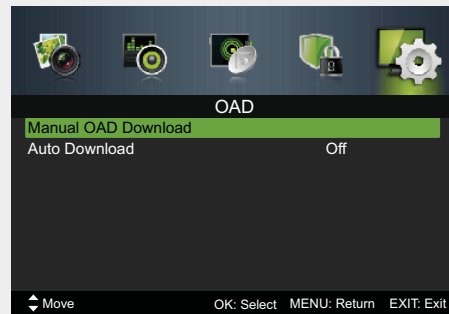 OAD
Manual OAD Download
Auto Download Off
Move OK: Select MENU: Return EXIT: Exit